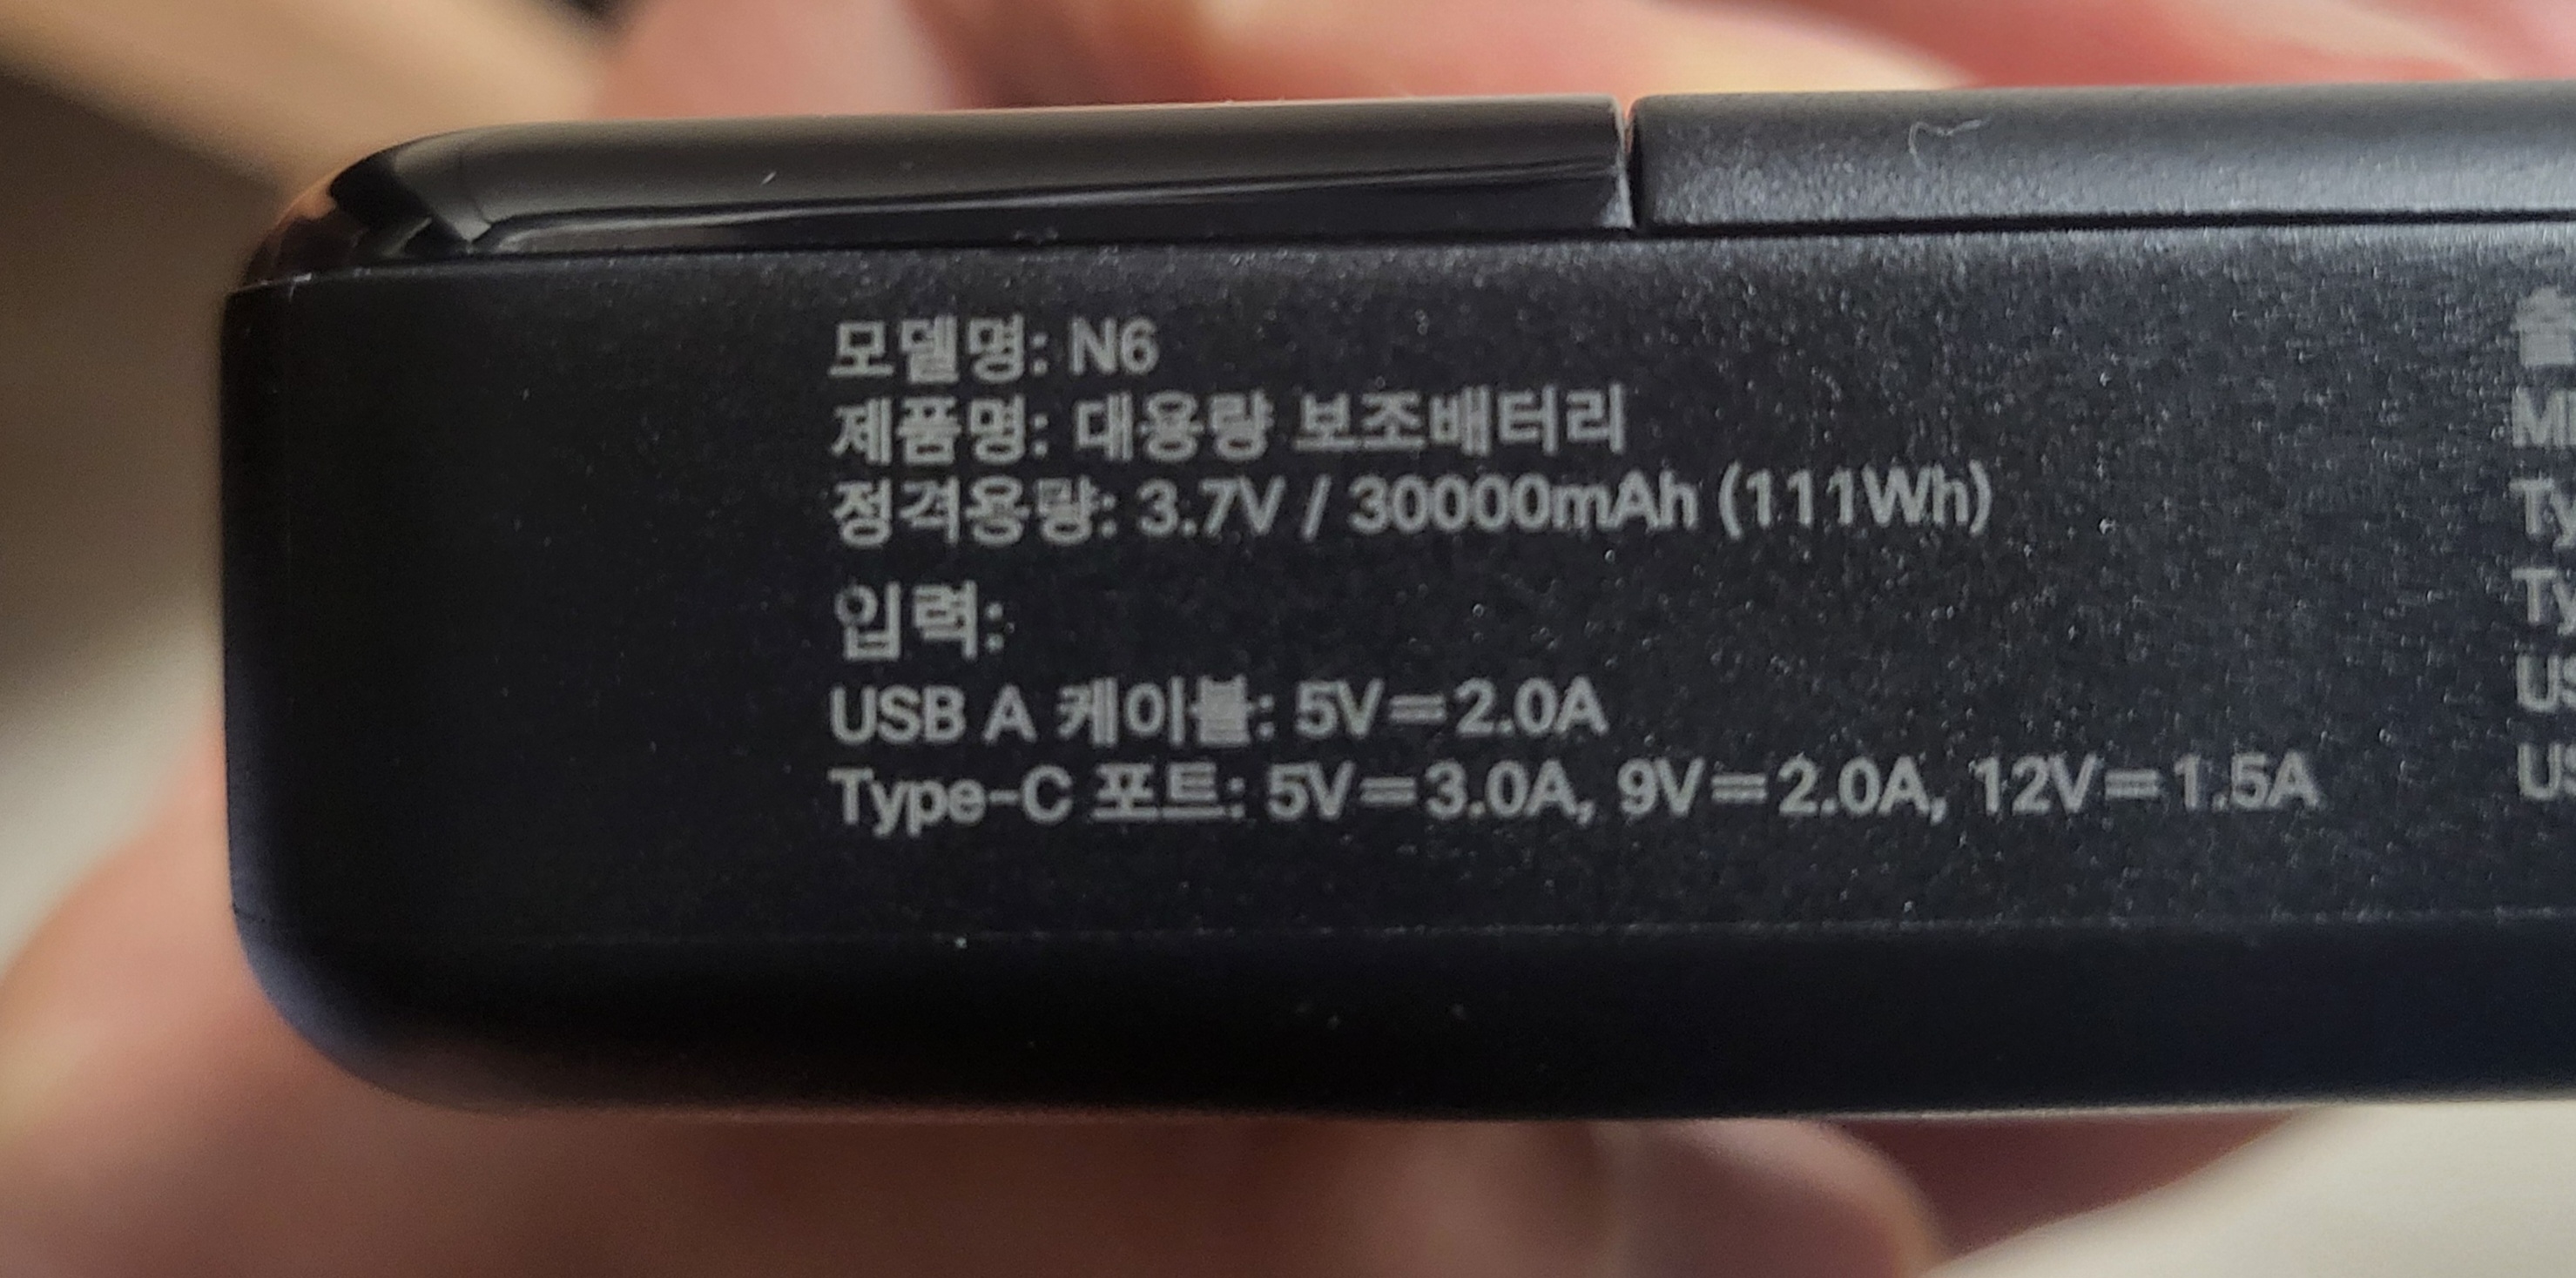 모델명: N6
제품명: 대용량 보조배터리
정격용량: 3.7V / 30000mAh (111Wh)
입력:
USB A 케이블: 5V=2.0A
Type-C 포트: 5V=3.0A, 9V=2.0A, 12V=1.5A